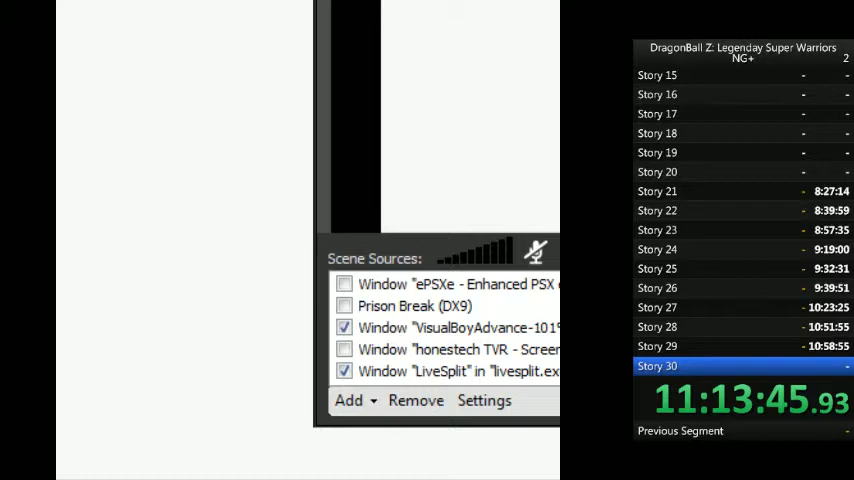 Scene Sources:
Window "ePSXe - Enhanced PSX
Prison Break (DX9)
Window "VisualBoyAdvance-101%
Window "honestech TVR - Screen
Window "LiveSplit" in "livesplit.ex
Add Remove Settings
DragonBall Z: Legenday Super Warriors
NG+ 2
Story 15 - -
Story 16 - -
Story 17 - -
Story 18 - -
Story 19 - -
Story 20 - -
Story 21 - 8:27:14
Story 22 - 8:39:59
Story 23 - 8:57:35
Story 24 - 9:19:00
Story 25 - 9:32:31
Story 26 - 9:39:51
Story 27 - 10:23:25
Story 28 - 10:51:55
Story 29 - 10:58:55
Story 30 -
11:13:45.93
Previous Segment -